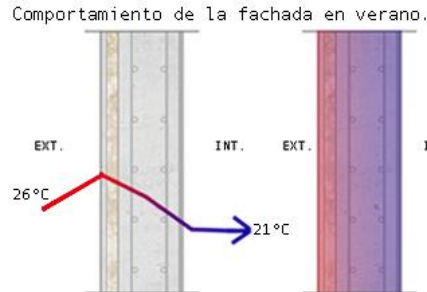 Comportamiento de la fachada en verano.
EXT.
INT.
EXT.
26°C
21°C